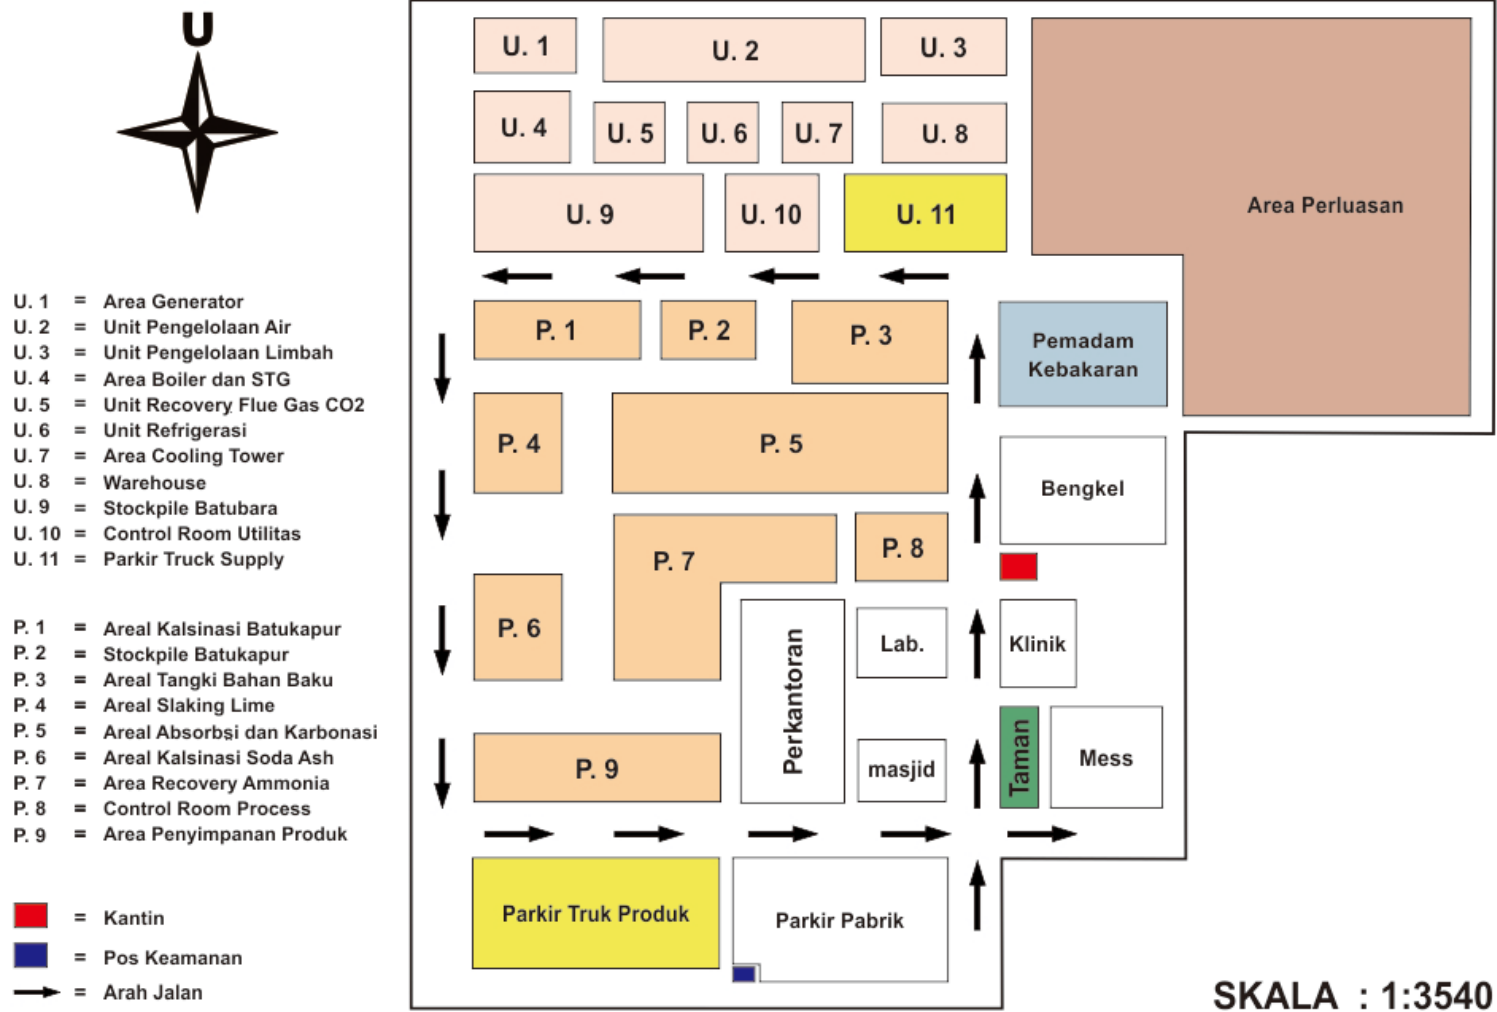 U
U. 1 = Area Generator
U. 2 = Unit Pengelolaan Air
U. 3 = Unit Pengelolaan Limbah
U. 4 = Area Boiler dan STG
U. 5 = Unit Recovery Flue Gas CO2
U. 6 = Unit Refrigerasi
U. 7 = Area Cooling Tower
U. 8 = Warehouse
U. 9 = Stockpile Batubara
U. 10 = Control Room Utilitas
U. 11 = Parkir Truck Supply
P. 1 = Areal Kalsinasi Batukapur
P. 2 = Stockpile Batukapur
P. 3 = Areal Tangki Bahan Baku
P. 4 = Areal Slaking Lime
P. 5 = Areal Absorbsi dan Karbonasi
P. 6 = Areal Kalsinasi Soda Ash
P. 7 = Area Recovery Ammonia
P. 8 = Control Room Process
P. 9 = Area Penyimpanan Produk
= Kantin
= Pos Keamanan
= Arah Jalan
U. 1 U. 2 U. 3
U. 4 U. 5 U. 6 U. 7 U. 8
U. 9 U. 10 U. 11
Area Perluasan
P. 1 P. 2 P. 3
Pemadam
Kebakaran
P. 4 P. 5
Bengkel
P. 7 P. 8
P. 6
Perkantoran
Lab.
Klinik
P. 9
masjid
Taman
Mess
Parkir Truk Produk
Parkir Pabrik
SKALA : 1:3540